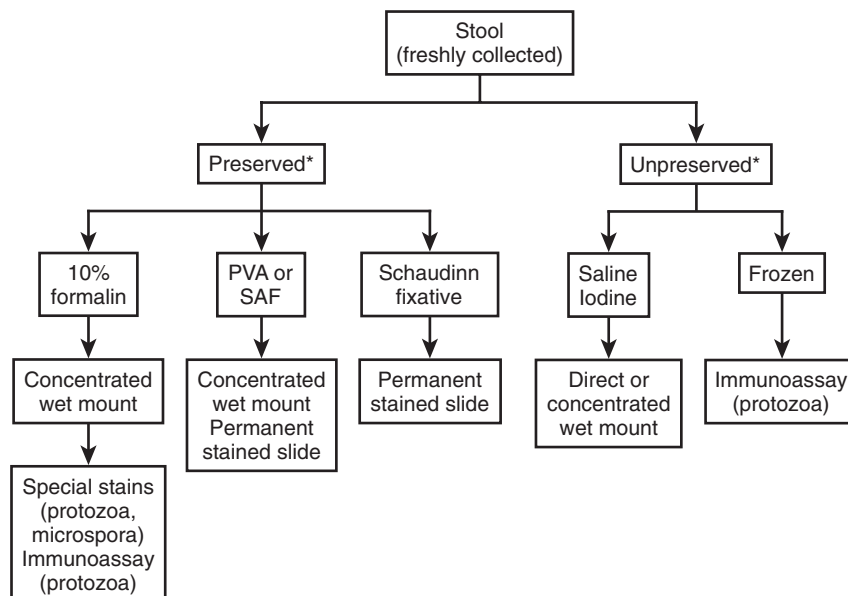 Stool
(freshly collected)
Preserved*
Unpreserved*
10%
formalin
PVA or
SAF
Schaudinn
fixative
Saline
Iodine
Frozen
Concentrated
wet mount
Concentrated
wet mount
Permanent
stained slide
Permanent
stained slide
Direct or
concentrated
wet mount
Immunoassay
(protozoa)
Special stains
(protozoa,
microspora)
Immunoassay
(protozoa)